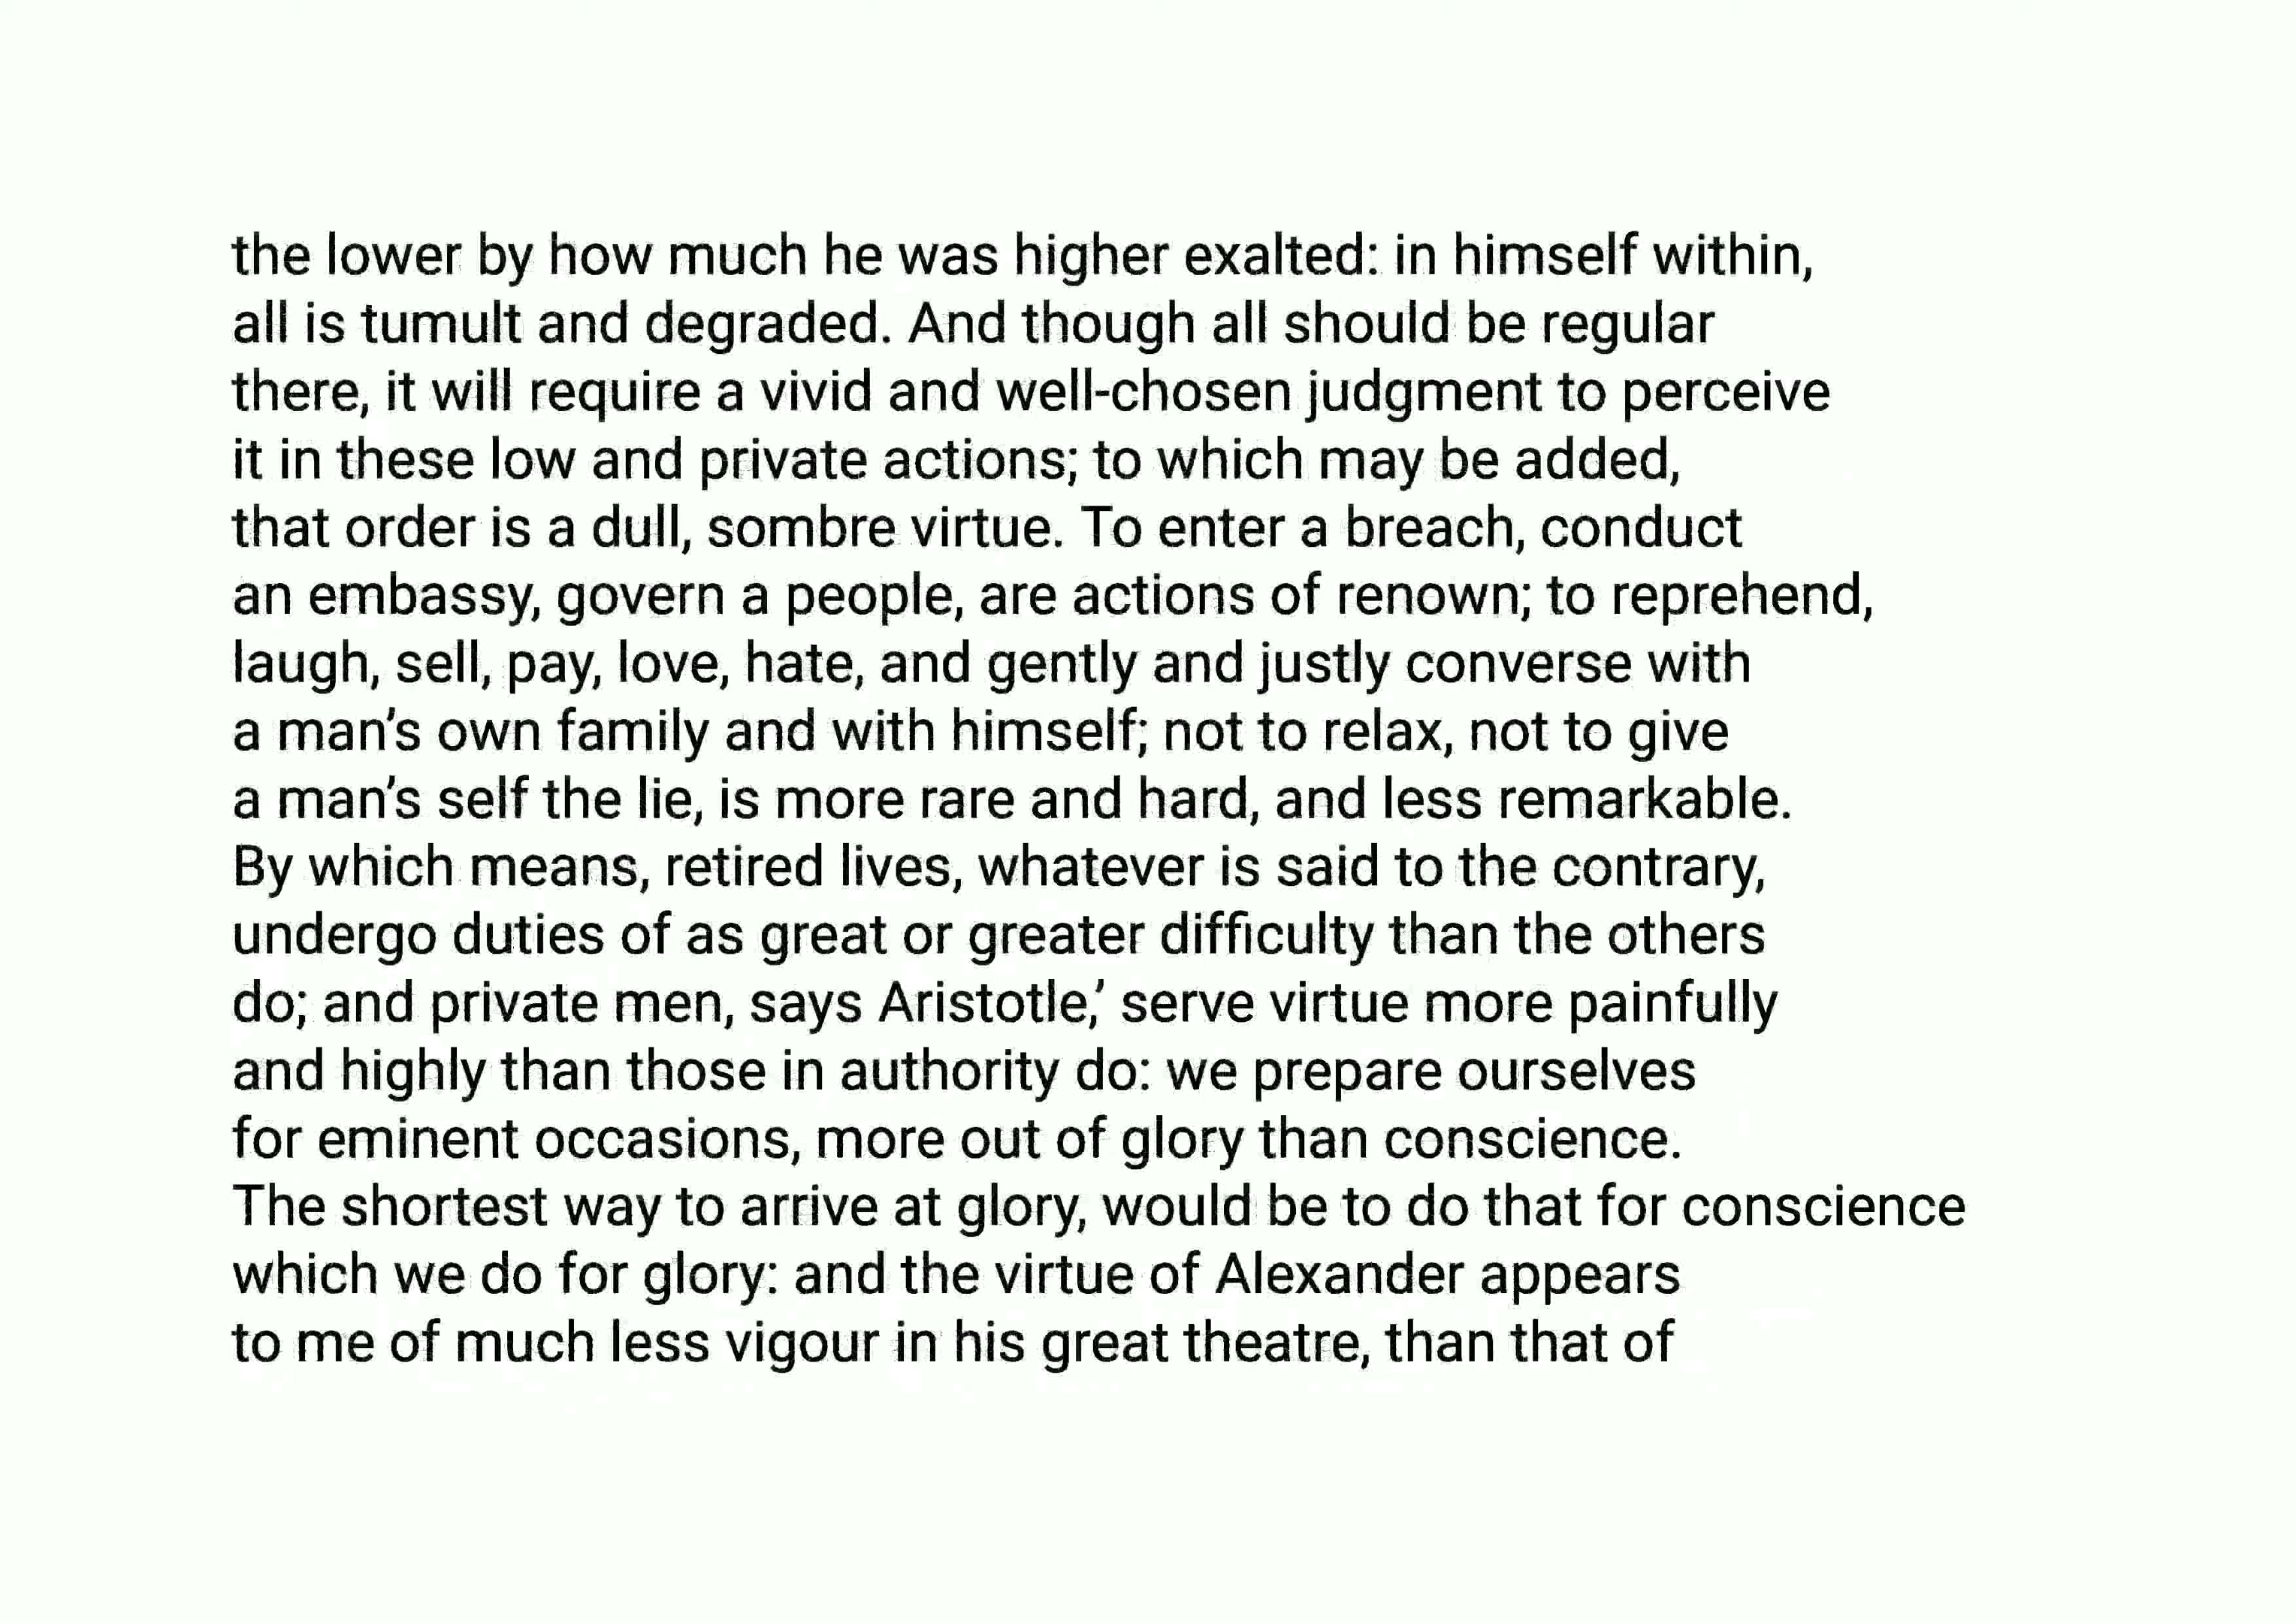 the lower by how much he was higher exalted: in himself within,
all is tumult and degraded. And though all should be regular
there, it will require a vivid and well-chosen judgment to perceive
it in these low and private actions; to which may be added,
that order is a dull, sombre virtue. To enter a breach, conduct
an embassy, govern a people, are actions of renown; to reprehend,
laugh, sell, pay, love, hate, and gently and justly converse with
a man’s own family and with himself; not to relax, not to give
a man’s self the lie, is more rare and hard, and less remarkable.
By which means, retired lives, whatever is said to the contrary,
undergo duties of as great or greater difficulty than the others
do; and private men, says Aristotle,’ serve virtue more painfully
and highly than those in authority do: we prepare ourselves
for eminent occasions, more out of glory than conscience.
The shortest way to arrive at glory, would be to do that for conscience
which we do for glory: and the virtue of Alexander appears
to me of much less vigour in his great theatre, than that of